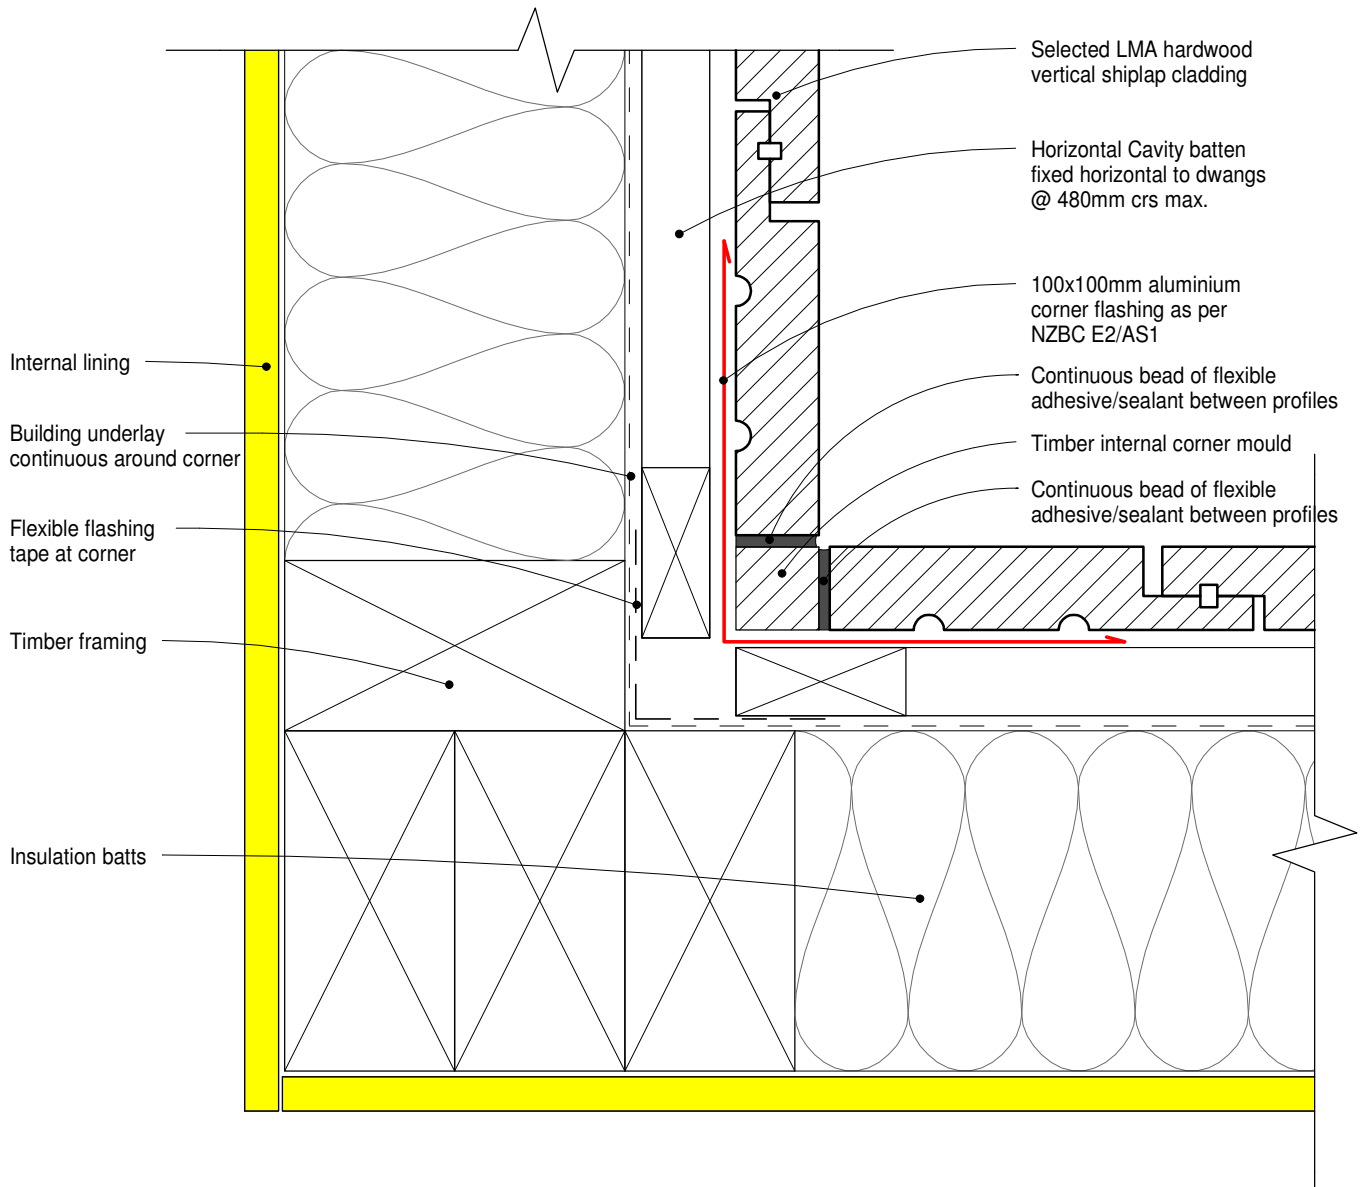 Selected LMA hardwood
vertical shiplap cladding
Horizontal Cavity batten
fixed horizontal to dwangs
@ 480mm crs max.
100x100mm aluminium
corner flashing as per
NZBC E2/AS1
Continuous bead of flexible
adhesive/sealant between profiles
Timber internal corner mould
Continuous bead of flexible
adhesive/sealant between profiles
Internal lining
Building underlay
continuous around corner
Flexible flashing
tape at corner
Timber framing
Insulation batts